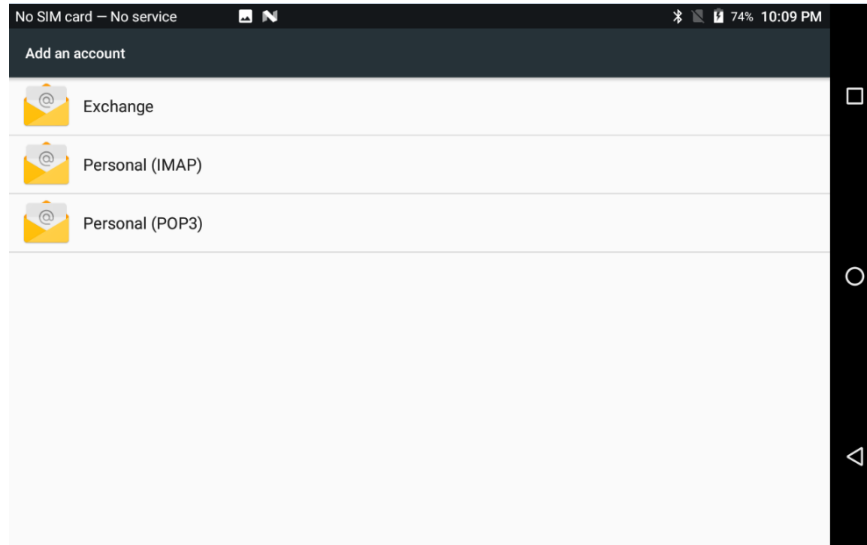 No SIM card — No service 74% 10:09 PM
Add an account
Exchange
Personal (IMAP)
Personal (POP3)